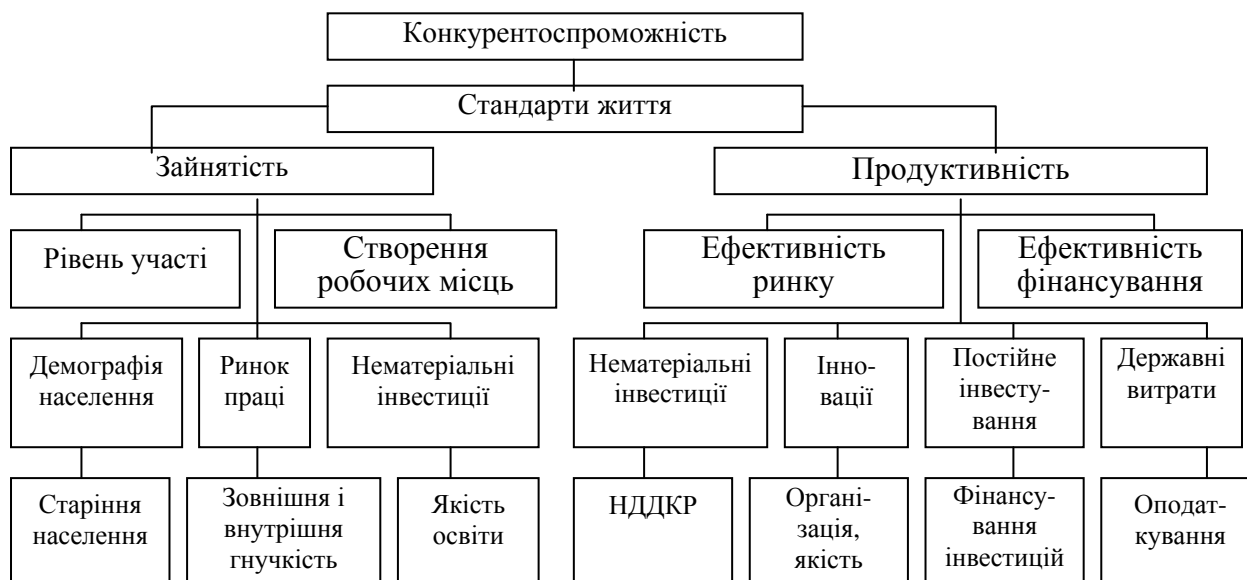 Конкурентоспроможність
Стандарти життя
Зайнятість
Продуктивність
Рівень участі
Створення
робочих місць
Ефективність
ринку
Ефективність
фінансування
Демографія
населення
Ринок
праці
Нематеріальні
інвестиції
Нематеріальні
інвестиції
Інно-
вації
Постійне
інвесту-
вання
Державні
витрати
Старіння
населення
Зовнішня і
внутрішня
гнучкість
Якість
освіти
НДДКР
Органі-
зація,
якість
Фінансу-
вання
інвестицій
Оподат-
кування